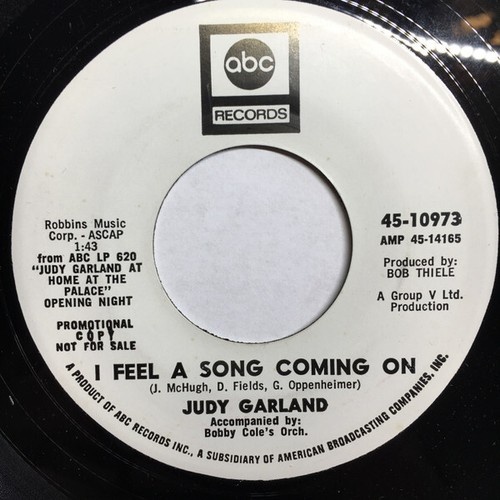 abc
RECORDS
Robbins Music
Corp. - ASCAP
1:43
from ABC LP 620
"JUDY GARLAND AT
HOME AT THE
PALACE"
OPENING NIGHT
PROMOTIONAL
COPY
NOT FOR SALE
45-10973
AMP 45-14165
Produced by:
BOB THIELE
A Group V Ltd.
Production
I FEEL A SONG COMING ON
(J. McHugh, D. Fields, G. Oppenheimer)
JUDY GARLAND
Accompanied by:
Bobby Cole's Orch.
A PRODUCT OF ABC RECORDS INC., A SUBSIDIARY OF AMERICAN BROADCASTING COMPANIES, INC.